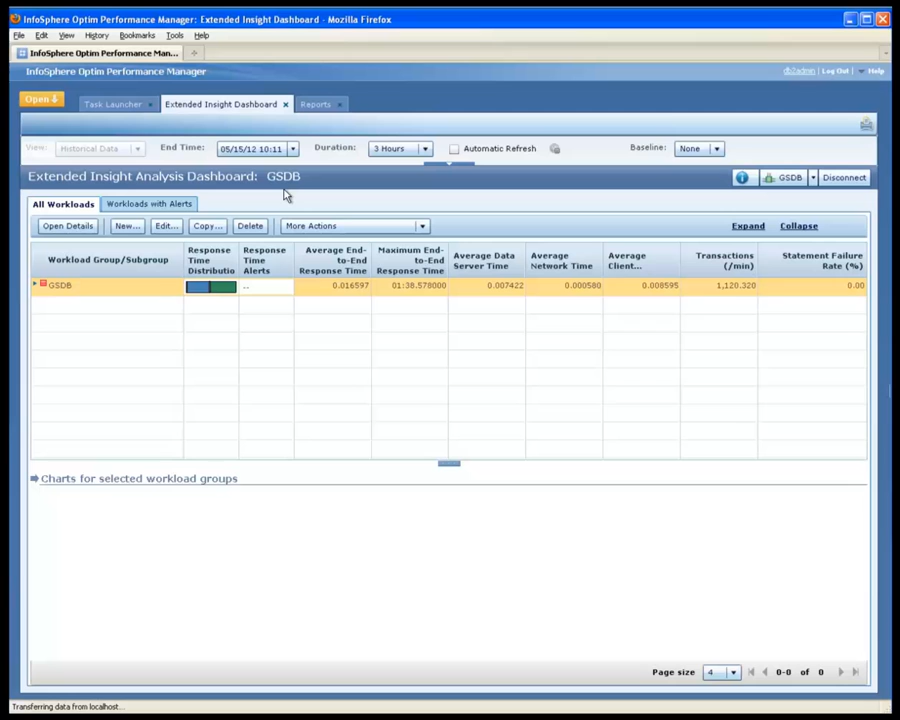 InfoSphere Optim Performance Manager: Extended Insight Dashboard - Mozilla Firefox
File Edit View History Bookmarks Tools Help
InfoSphere Optim Performance Man...
InfoSphere Optim Performance Manager db2admin Log Out Help
Open Task Launcher Extended Insight Dashboard Reports
View: Historical Data End Time: 05/15/12 10:11 Duration: 3 Hours Automatic Refresh Baseline: None
Extended Insight Analysis Dashboard: GSDB GSDB Disconnect
All Workloads Workloads with Alerts
Open Details New... Edit... Copy... Delete More Actions Expand Collapse
Workload Group/Subgroup
Response Time Distributio
Response Time Alerts
Average End-to-End Response Time
Maximum End-to-End Response Time
Average Data Server Time
Average Network Time
Average Client...
Transactions (/min)
Statement Failure Rate (%)
GSDB -- 0.016597 01:38.578000 0.007422 0.000580 0.008595 1,120.320 0.00
Charts for selected workload groups
Page size 4 0-0 of 0
Transferring data from localhost...